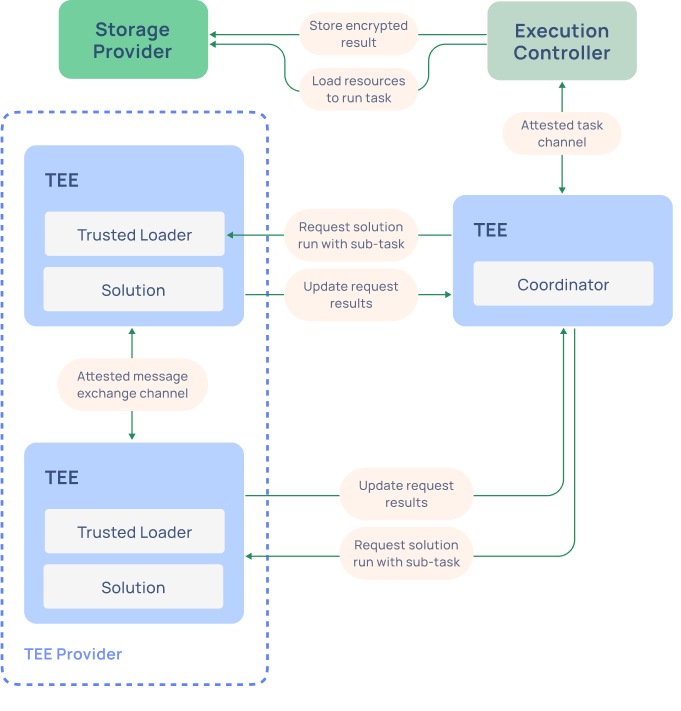 Storage
Provider
Store encrypted
result
Load resources
to run task
Execution
Controller
Attested task
channel
TEE
Trusted Loader
Solution
Request solution
run with sub-task
Update request
results
TEE
Coordinator
Attested message
exchange channel
TEE
Trusted Loader
Solution
Update request
results
Request solution
run with sub-task
TEE Provider